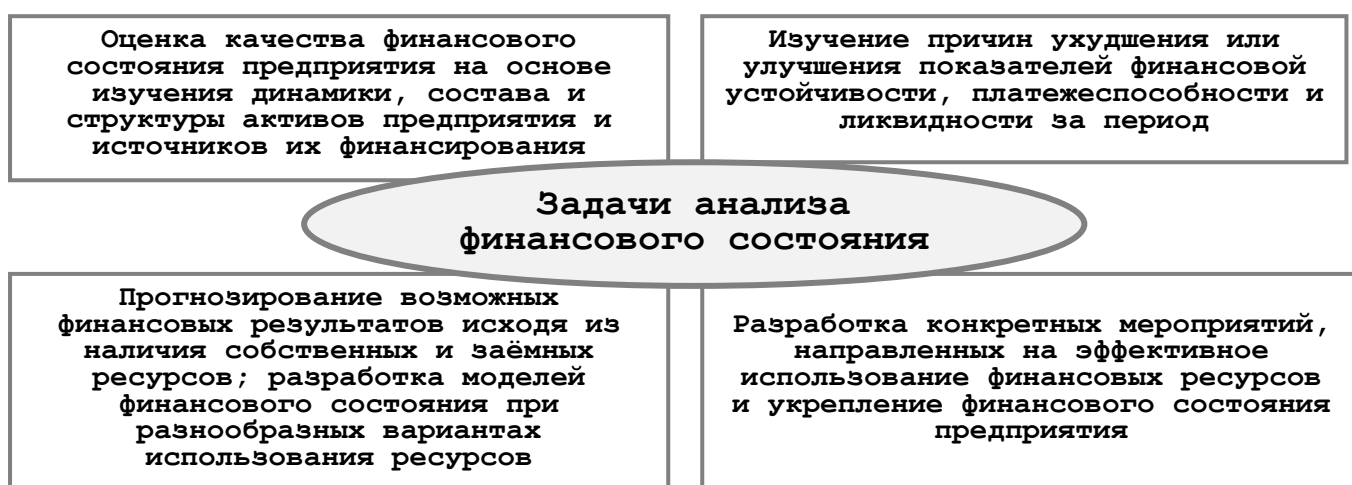 Оценка качества финансового
состояния предприятия на основе
изучения динамики, состава и
структуры активов предприятия и
источников их финансирования
Изучение причин ухудшения или
улучшения показателей финансовой
устойчивости, платежеспособности и
ликвидности за период
Задачи анализа
финансового состояния
Прогнозирование возможных
финансовых результатов исходя из
наличия собственных и заёмных
ресурсов; разработка моделей
финансового состояния при
разнообразных вариантах
использования ресурсов
Разработка конкретных мероприятий,
направленных на эффективное
использование финансовых ресурсов
и укрепление финансового состояния
предприятия